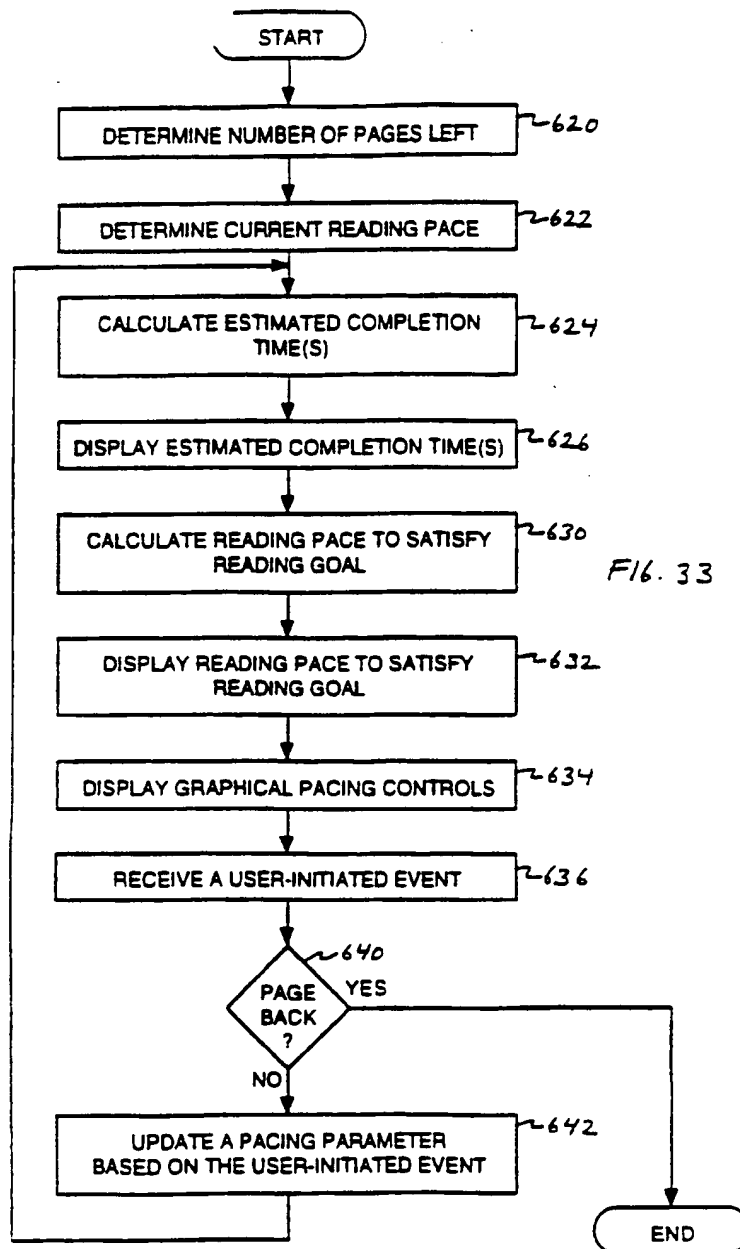 START
DETERMINE NUMBER OF PAGES LEFT
620
DETERMINE CURRENT READING PACE
622
CALCULATE ESTIMATED COMPLETION
TIME(S)
624
DISPLAY ESTIMATED COMPLETION TIME(S)
626
CALCULATE READING PACE TO SATISFY
READING GOAL
630
FIG. 33
DISPLAY READING PACE TO SATISFY
READING GOAL
632
DISPLAY GRAPHICAL PACING CONTROLS
634
RECEIVE A USER-INITIATED EVENT
636
640
PAGE
BACK
?
YES
NO
UPDATE A PACING PARAMETER
BASED ON THE USER-INITIATED EVENT
642
END